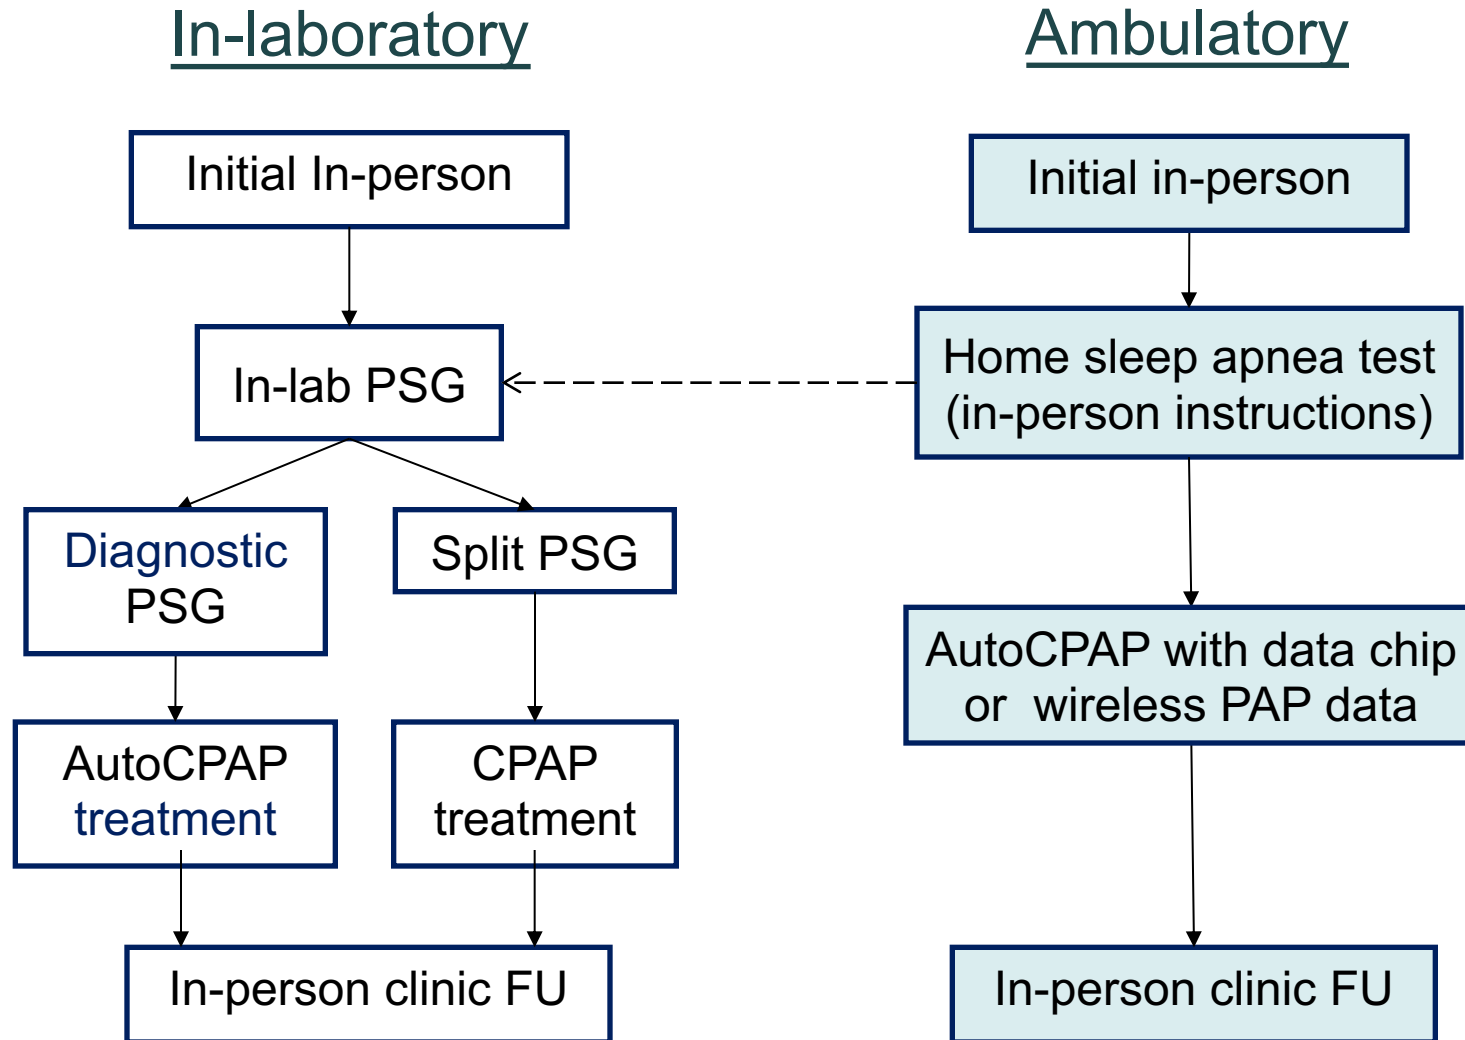 In-laboratory
Initial In-person
In-lab PSG
Diagnostic
PSG
Split PSG
AutoCPAP
treatment
CPAP
treatment
In-person clinic FU
Ambulatory
Initial in-person
Home sleep apnea test
(in-person instructions)
AutoCPAP with data chip
or wireless PAP data
In-person clinic FU